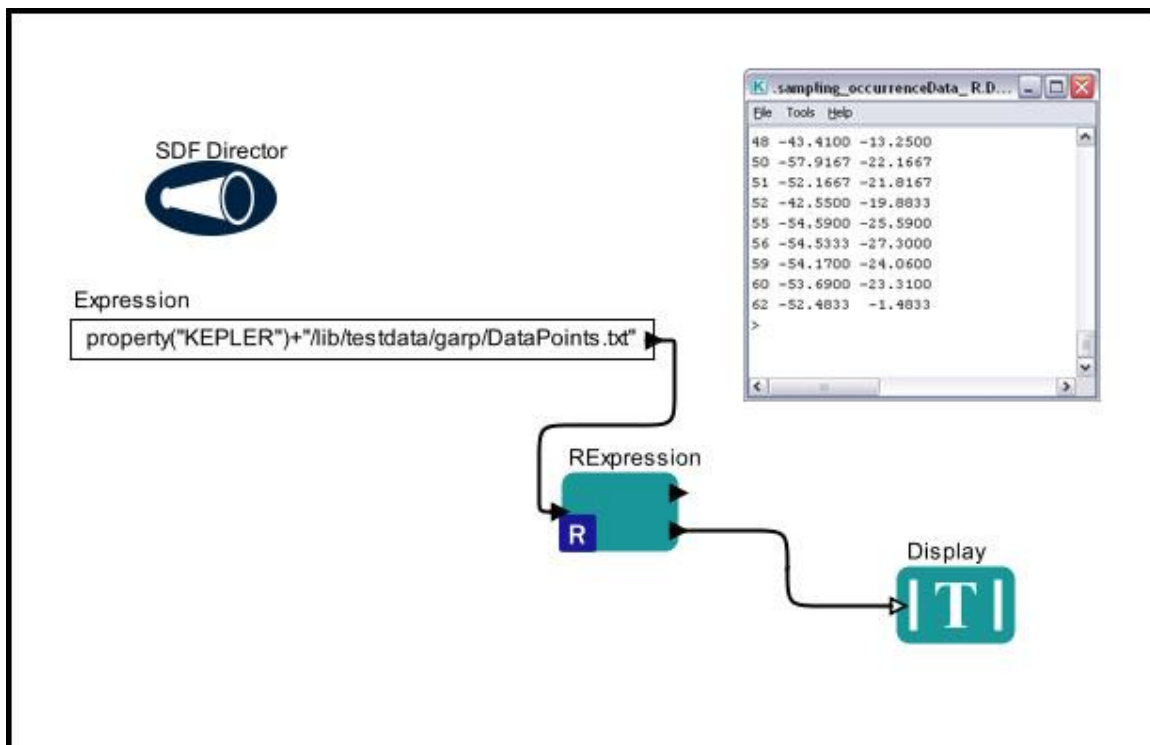 SDF Director
Expression
property("KEPLER")+"/lib/testdata/garp/DataPoints.txt"
K .sampling_occurrenceData_ R.D...
File Tools Help
48 -43.4100 -13.2500
50 -57.9167 -22.1667
51 -52.1667 -21.8167
52 -42.5500 -19.8833
55 -54.5900 -25.5900
56 -54.5333 -27.3000
59 -54.1700 -24.0600
60 -53.6900 -23.3100
62 -52.4833 -1.4833
>
RExpression
R
Display
T